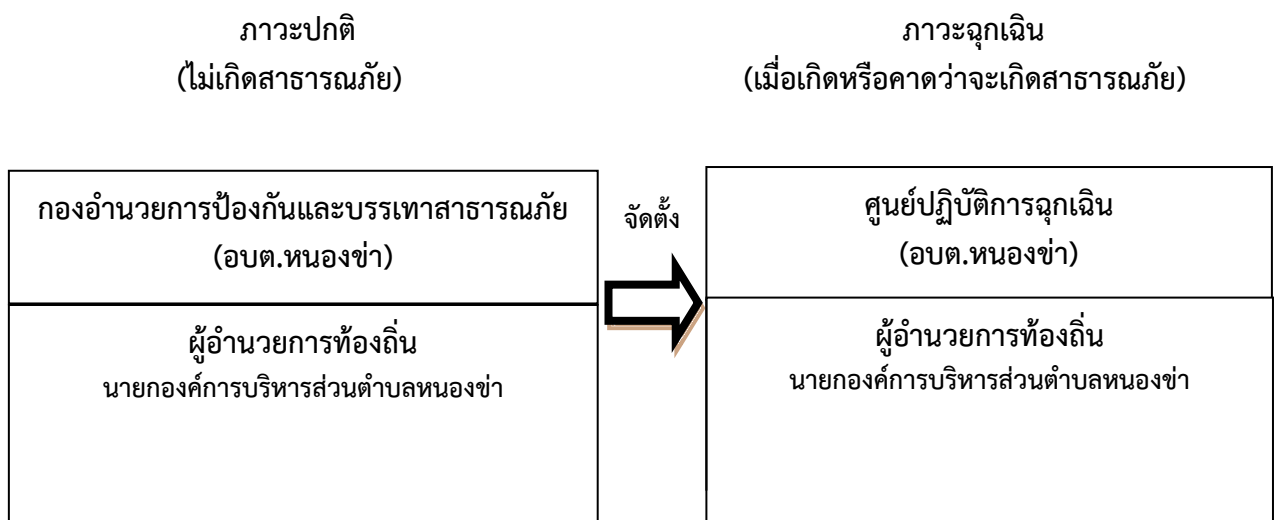 ภาวะปกติ
(ไม่เกิดสาธารณภัย)
ภาวะฉุกเฉิน
(เมื่อเกิดหรือคาดว่าจะเกิดสาธารณภัย)
กองอำนวยการป้องกันและบรรเทาสาธารณภัย
(อบต.หนองข่า)
ผู้อำนวยการท้องถิ่น
นายกองค์การบริหารส่วนตำบลหนองข่า
จัดตั้ง
ศูนย์ปฏิบัติการฉุกเฉิน
(อบต.หนองข่า)
ผู้อำนวยการท้องถิ่น
นายกองค์การบริหารส่วนตำบลหนองข่า